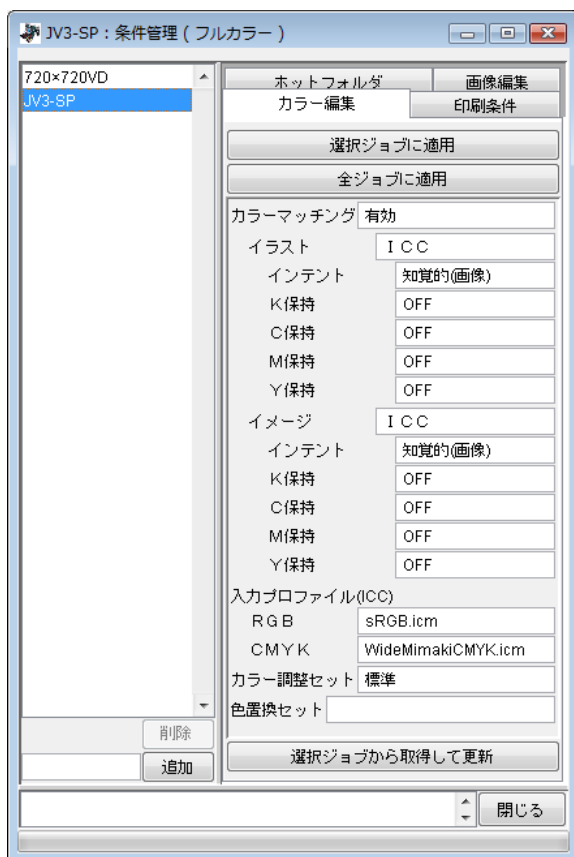 JV3-SP：条件管理 ( フルカラー )
720×720VD
JV3-SP
削除
追加
ホットフォルダ 画像編集
カラー編集 印刷条件
選択ジョブに適用
全ジョブに適用
カラーマッチング 有効
イラスト ＩＣＣ
インテント 知覚的(画像)
Ｋ保持 OFF
Ｃ保持 OFF
Ｍ保持 OFF
Ｙ保持 OFF
イメージ ＩＣＣ
インテント 知覚的(画像)
Ｋ保持 OFF
Ｃ保持 OFF
Ｍ保持 OFF
Ｙ保持 OFF
入力プロファイル(ICC)
ＲＧＢ sRGB.icm
ＣＭＹＫ WideMimakiCMYK.icm
カラー調整セット 標準
色置換セット
選択ジョブから取得して更新
閉じる